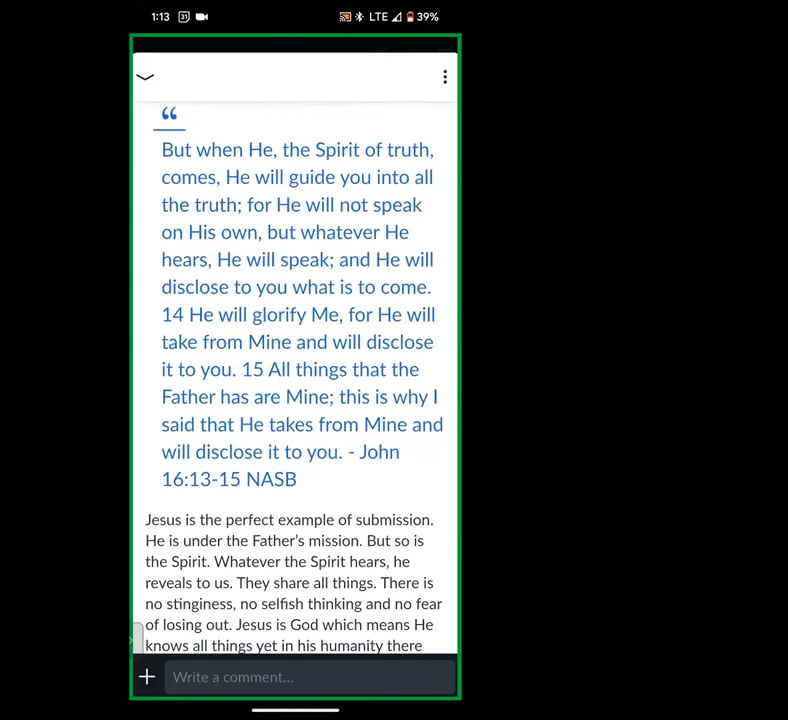 1:13 31 LTE 39%
“
But when He, the Spirit of truth,
comes, He will guide you into all
the truth; for He will not speak
on His own, but whatever He
hears, He will speak; and He will
disclose to you what is to come.
14 He will glorify Me, for He will
take from Mine and will disclose
it to you. 15 All things that the
Father has are Mine; this is why I
said that He takes from Mine and
will disclose it to you. - John
16:13-15 NASB
Jesus is the perfect example of submission.
He is under the Father's mission. But so is
the Spirit. Whatever the Spirit hears, he
reveals to us. They share all things. There is
no stinginess, no selfish thinking and no fear
of losing out. Jesus is God which means He
knows all things yet in his humanity there
Write a comment...